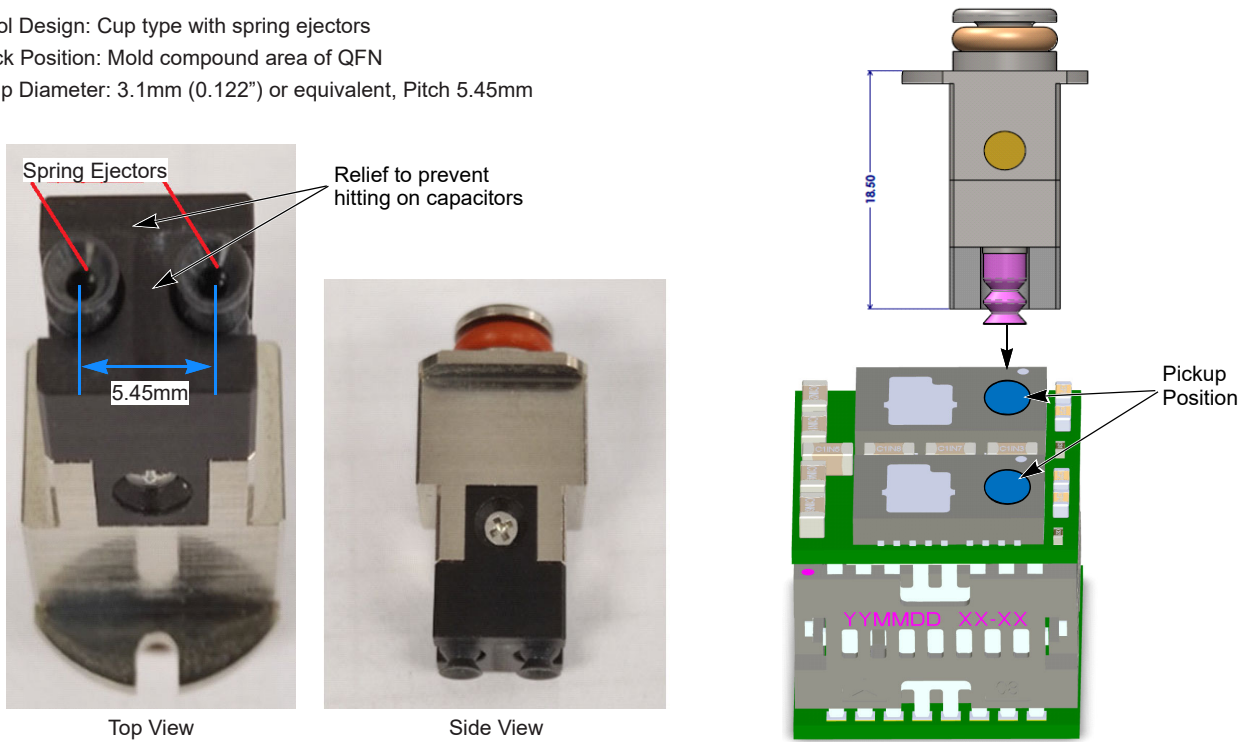 ol Design: Cup type with spring ejectors
ck Position: Mold compound area of QFN
p Diameter: 3.1mm (0.122”) or equivalent, Pitch 5.45mm
Spring Ejectors
Relief to prevent
hitting on capacitors
5.45mm
Top View
Side View
18.50
Pickup
Position
C1IN7
YYMMDD XX-XX